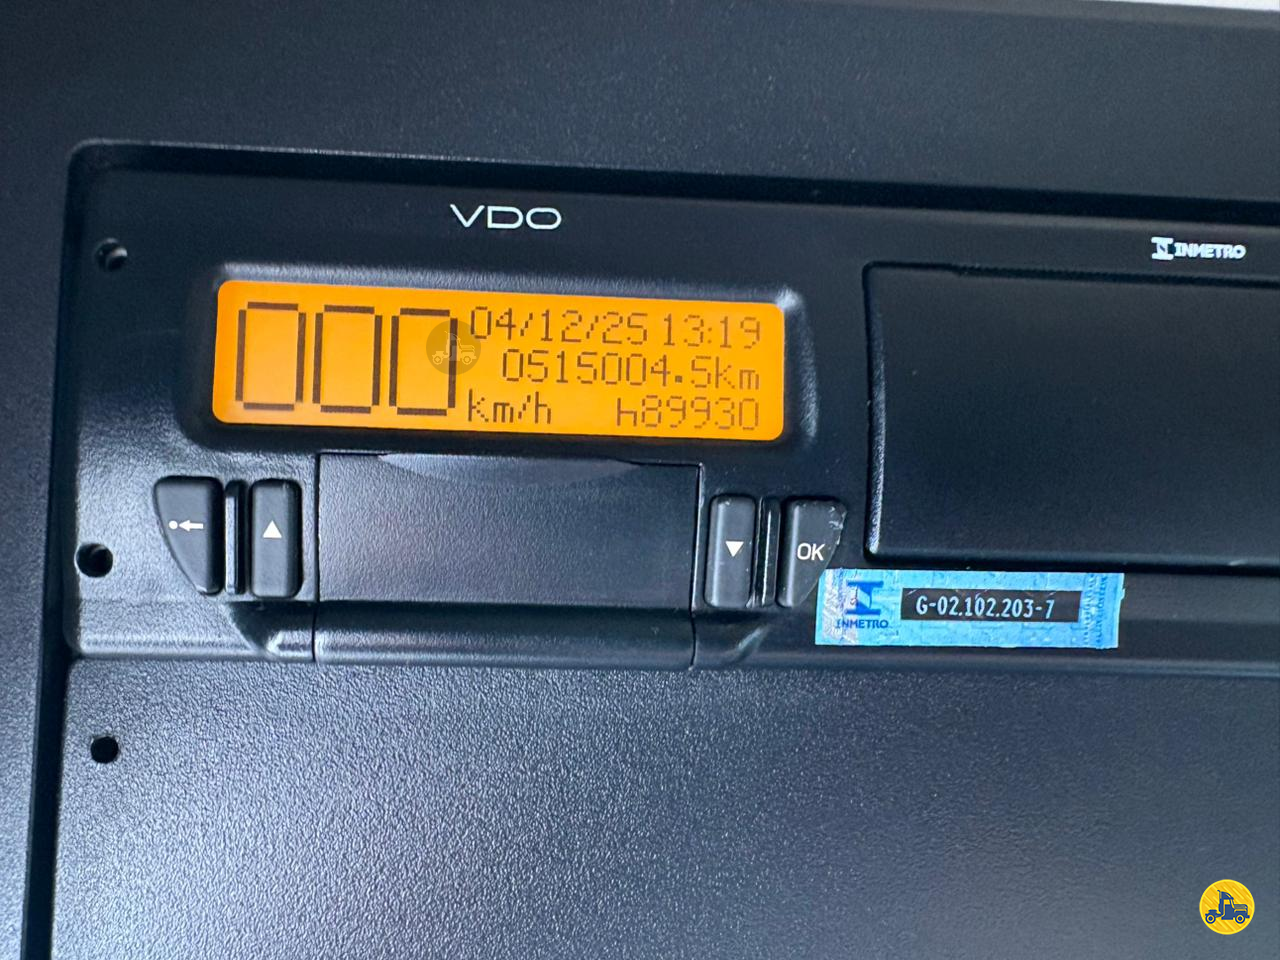 VDO
INMETRO
000
04/12/25 13:19
0515004.5km
km/h h89930
OK
INMETRO
G-02.102.203-7